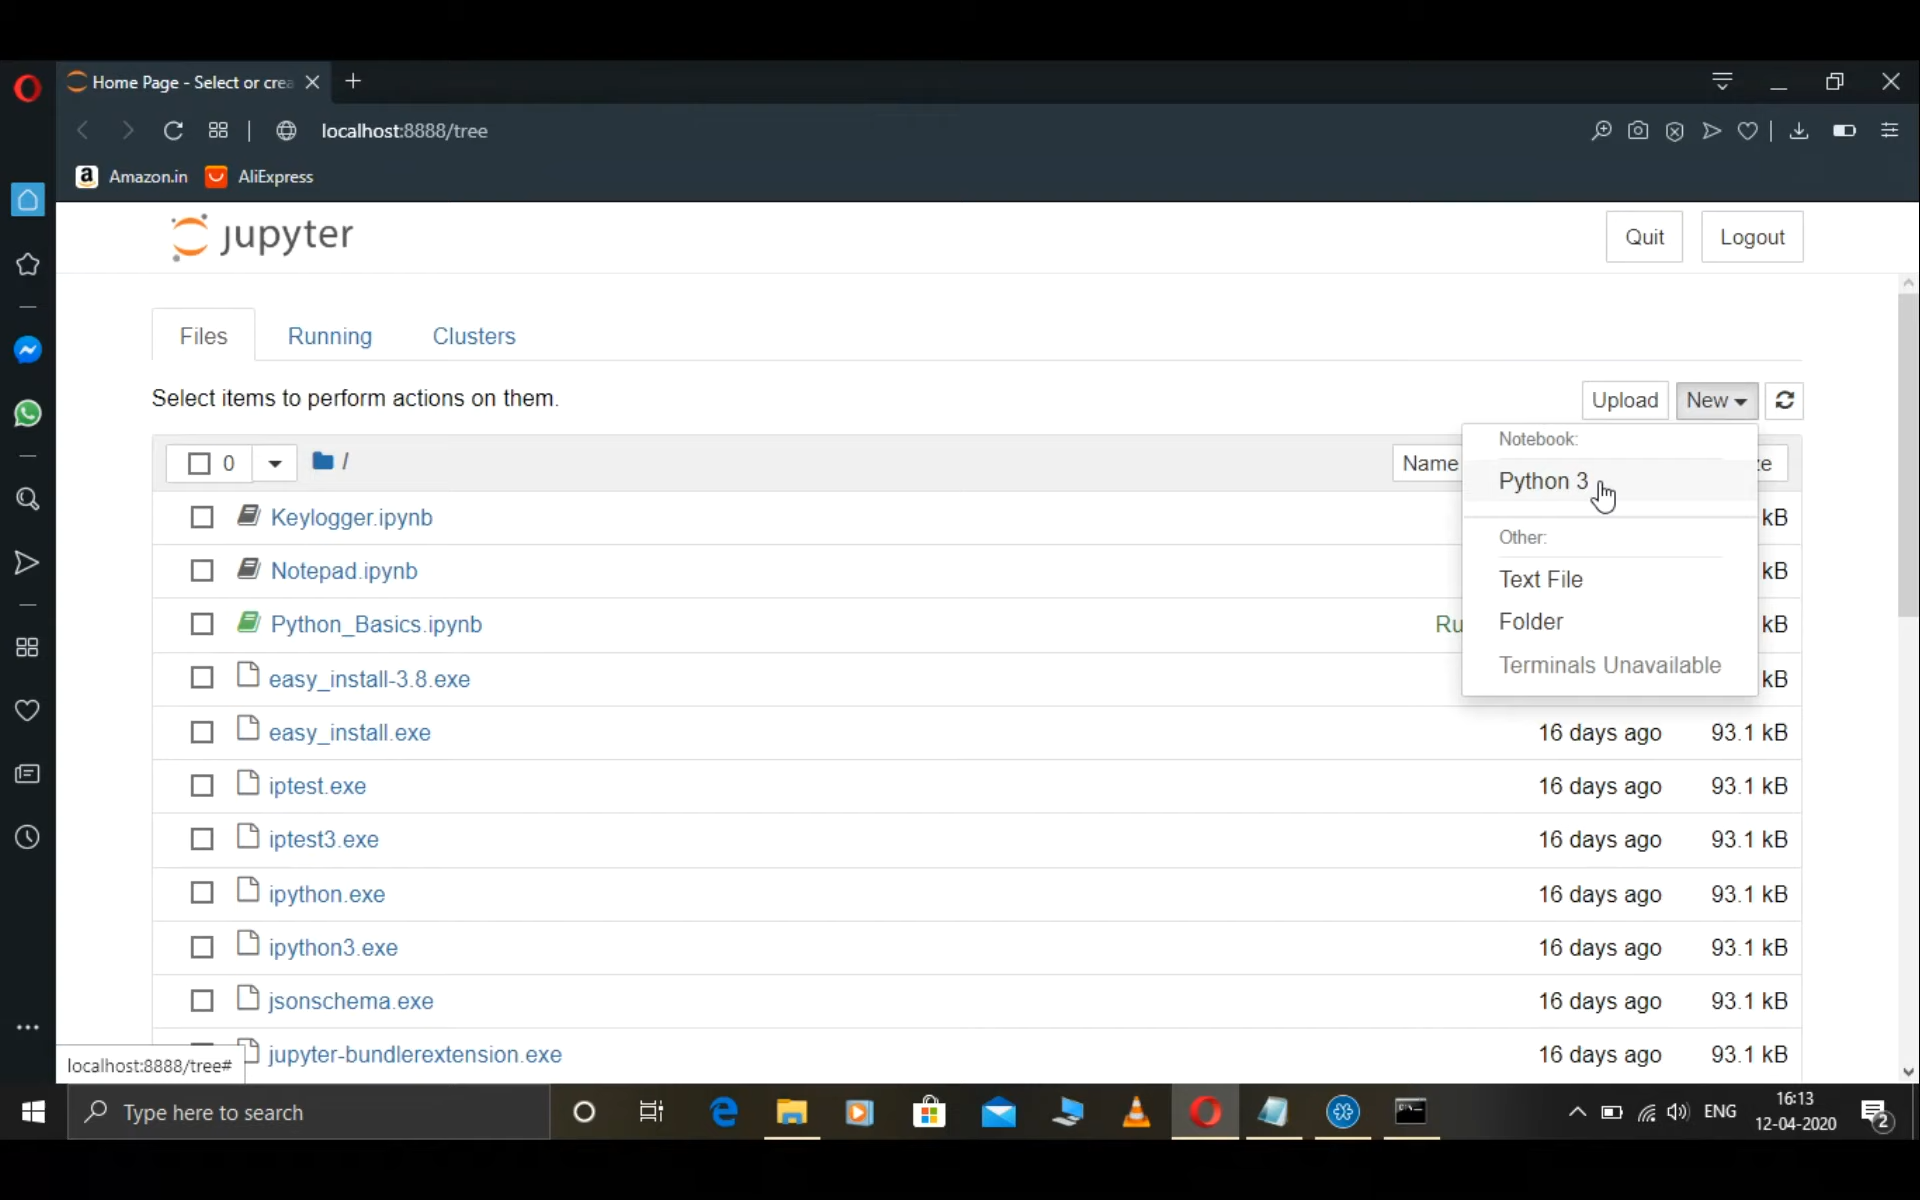 Home Page - Select or crea
localhost:8888/tree
Amazon.in AliExpress
jupyter
Quit Logout
Files Running Clusters
Select items to perform actions on them.
Upload New
0 / Name ze
Notebook:
Python 3
Other:
Text File
Folder
Terminals Unavailable
Keylogger.ipynb kB
Notepad.ipynb kB
Python_Basics.ipynb Ru kB
easy_install-3.8.exe kB
easy_install.exe 16 days ago 93.1 kB
iptest.exe 16 days ago 93.1 kB
iptest3.exe 16 days ago 93.1 kB
ipython.exe 16 days ago 93.1 kB
ipython3.exe 16 days ago 93.1 kB
jsonschema.exe 16 days ago 93.1 kB
jupyter-bundlerextension.exe 16 days ago 93.1 kB
localhost:8888/tree#
Type here to search
ENG
16:13
12-04-2020
2